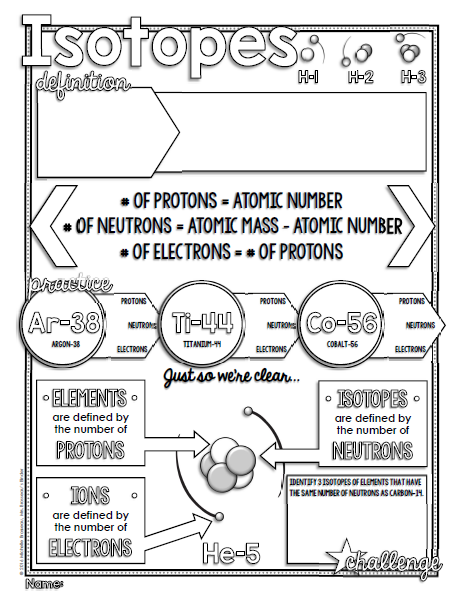 Isotopes
H-1 H-2 H-3
definition
# OF PROTONS = ATOMIC NUMBER
# OF NEUTRONS = ATOMIC MASS - ATOMIC NUMBER
# OF ELECTRONS = # OF PROTONS
practice
Ar-38
ARGON-38
PROTONS
NEUTRONS
ELECTRONS
Ti-44
TITANIUM-44
PROTONS
NEUTRONS
ELECTRONS
Co-56
COBALT-56
PROTONS
NEUTRONS
ELECTRONS
Just so we're clear...
• ELEMENTS •
are defined by
the number of
PROTONS
• ISOTOPES •
are defined by
the number of
NEUTRONS
• IONS •
are defined by
the number of
ELECTRONS
He-5
IDENTIFY 3 ISOTOPES OF ELEMENTS THAT HAVE
THE SAME NUMBER OF NEUTRONS AS CARBON-14.
challenge
Name: